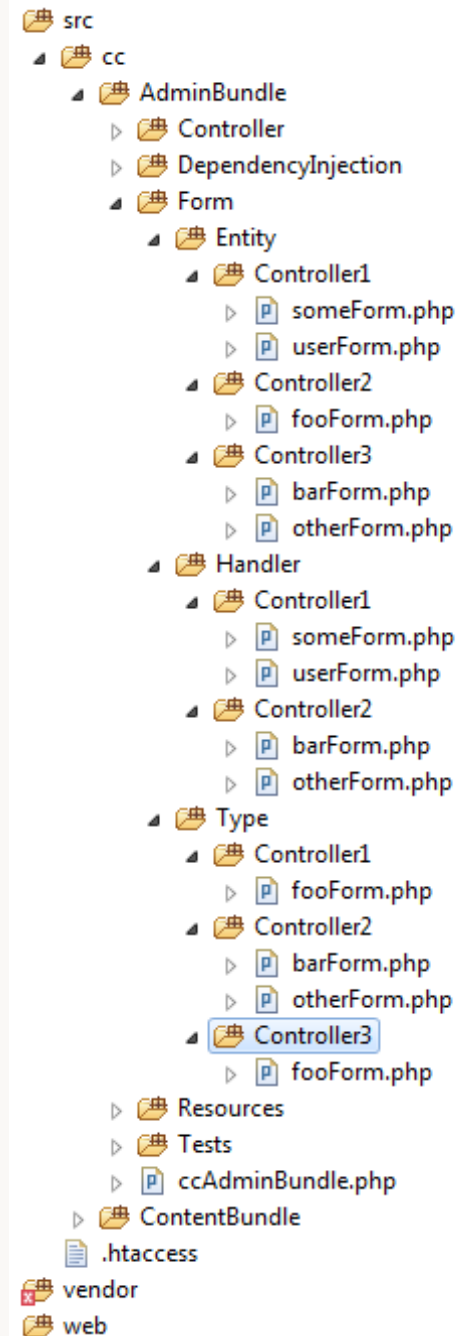 src
cc
AdminBundle
Controller
DependencyInjection
Form
Entity
Controller1
someForm.php
userForm.php
Controller2
fooForm.php
Controller3
barForm.php
otherForm.php
Handler
Controller1
someForm.php
userForm.php
Controller2
barForm.php
otherForm.php
Type
Controller1
fooForm.php
Controller2
barForm.php
otherForm.php
Controller3
fooForm.php
Resources
Tests
ccAdminBundle.php
ContentBundle
.htaccess
vendor
web